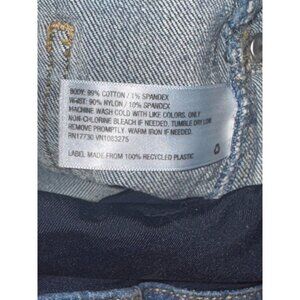 BODY: 99% COTTON / 1% SPANDEX
WAIST: 90% NYLON / 10% SPANDEX
MACHINE WASH COLD WITH LIKE COLORS. ONLY
NON-CHLORINE BLEACH IF NEEDED. TUMBLE DRY LOW.
REMOVE PROMPTLY. WARM IRON IF NEEDED.
RN17730 VN1083275
LABEL MADE FROM 100% RECYCLED PLASTIC